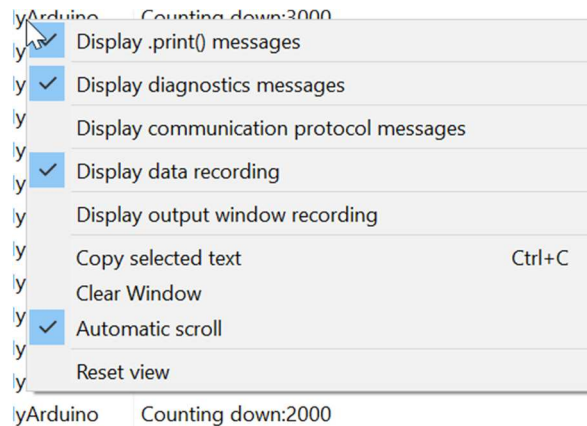 yArduino Counting down:3000
Display .print() messages
y
Display diagnostics messages
y
Display communication protocol messages
y
y
Display data recording
y
Display output window recording
y
Copy selected text Ctrl+C
y
Clear Window
y
Automatic scroll
y
Reset view
y
yArduino Counting down:2000